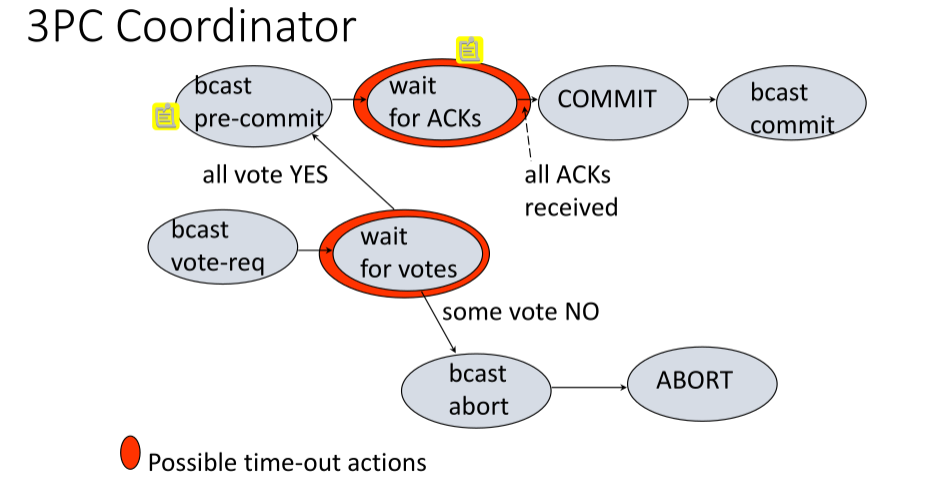 3PC Coordinator
bcast
pre-commit
wait
for ACKs
COMMIT
bcast
commit
all vote YES
all ACKs
received
bcast
vote-req
wait
for votes
some vote NO
bcast
abort
ABORT
Possible time-out actions